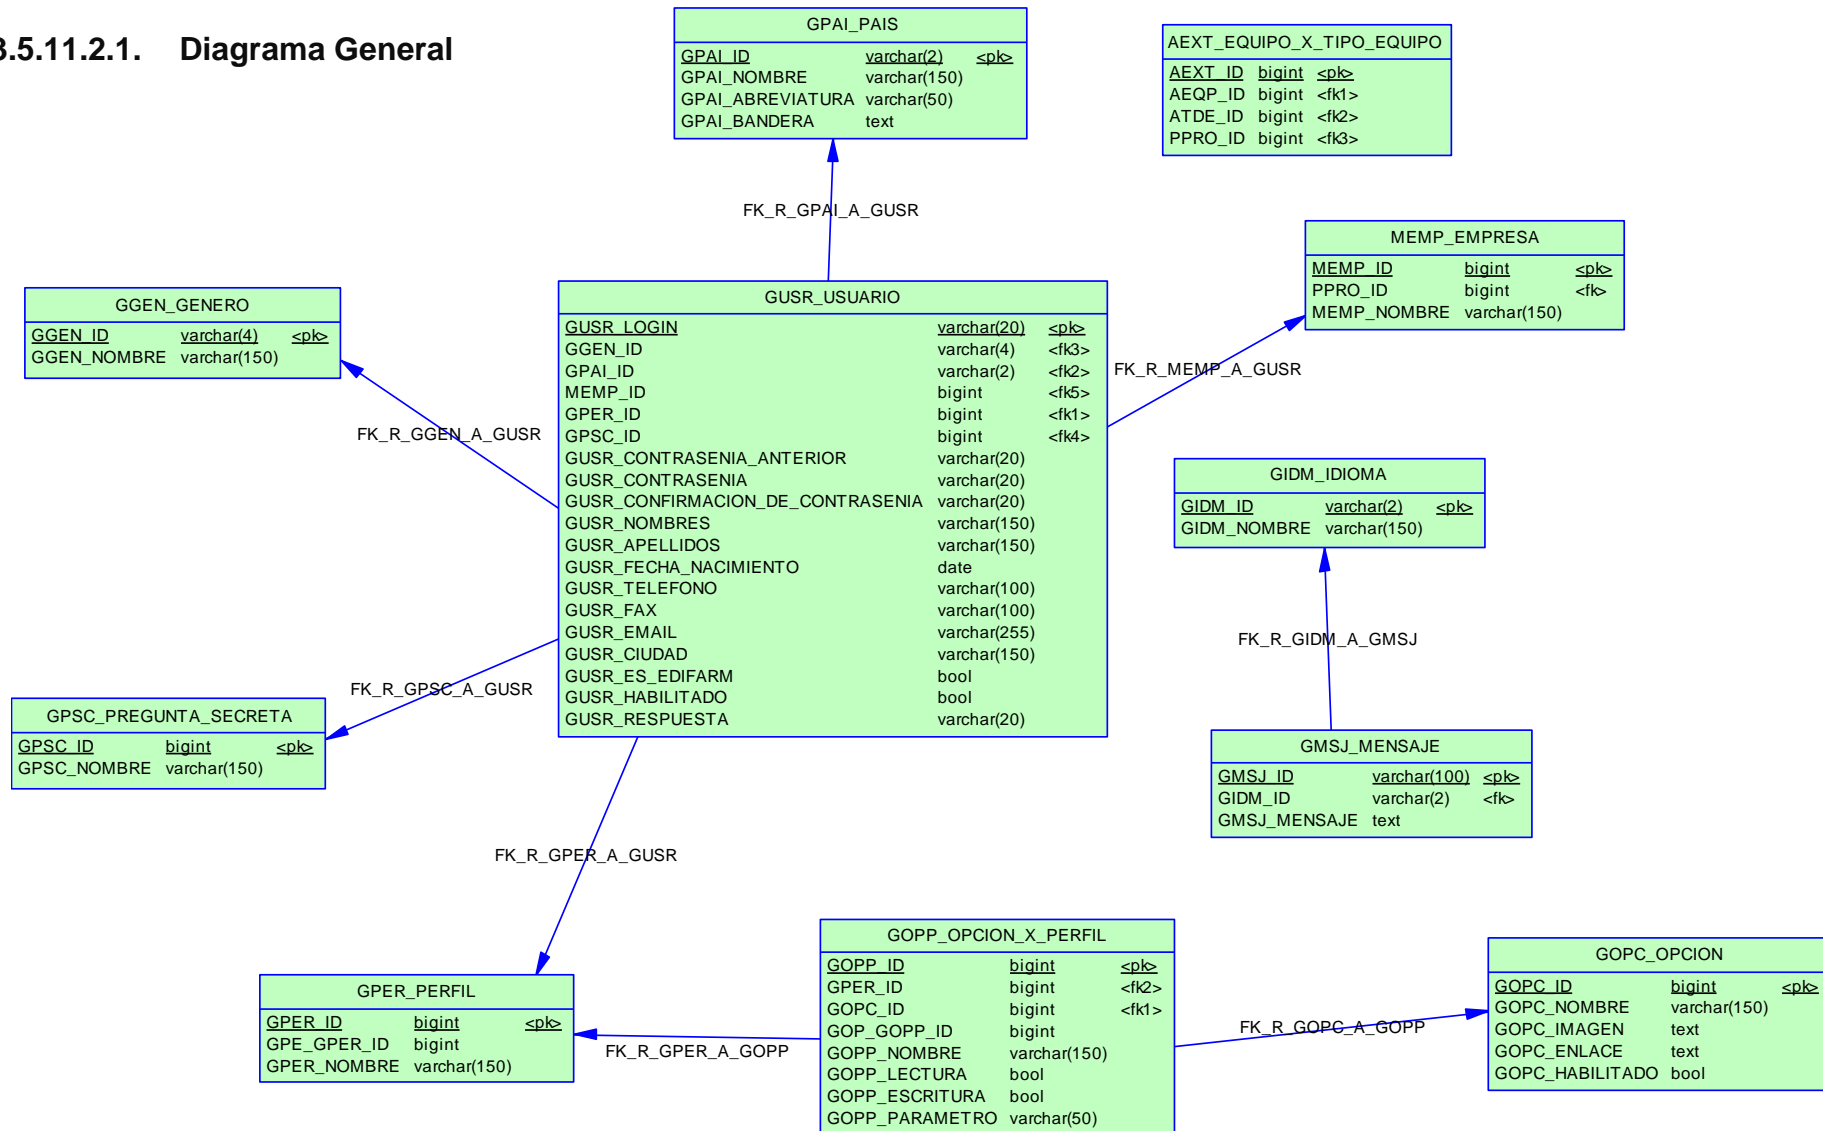 3.5.11.2.1. Diagrama General
GPAI_PAIS
GPAI_ID varchar(2) <pk>
GPAI_NOMBRE varchar(150)
GPAI_ABREVIATURA varchar(50)
GPAI_BANDERA text
AEXT_EQUIPO_X_TIPO_EQUIPO
AEXT_ID bigint <pk>
AEQP_ID bigint <fk1>
ATDE_ID bigint <fk2>
PPRO_ID bigint <fk3>
FK_R_GPAI_A_GUSR
MEMP_EMPRESA
MEMP_ID bigint <pk>
PPRO_ID bigint <fk>
MEMP_NOMBRE varchar(150)
GGEN_GENERO
GGEN_ID varchar(4) <pk>
GGEN_NOMBRE varchar(150)
GUSR_USUARIO
GUSR_LOGIN varchar(20) <pk>
GGEN_ID varchar(4) <fk3>
GPAI_ID varchar(2) <fk2>
MEMP_ID bigint <fk5>
GPER_ID bigint <fk1>
GPSC_ID bigint <fk4>
GUSR_CONTRASENIA_ANTERIOR varchar(20)
GUSR_CONTRASENIA varchar(20)
GUSR_CONFIRMACION_DE_CONTRASENIA varchar(20)
GUSR_NOMBRES varchar(150)
GUSR_APELLIDOS varchar(150)
GUSR_FECHA_NACIMIENTO date
GUSR_TELEFONO varchar(100)
GUSR_FAX varchar(100)
GUSR_EMAIL varchar(255)
GUSR_CIUDAD varchar(150)
GUSR_ES_EDIFARM bool
GUSR_HABILITADO bool
GUSR_RESPUESTA varchar(20)
FK_R_MEMP_A_GUSR
FK_R_GGEN_A_GUSR
GIDM_IDIOMA
GIDM_ID varchar(2) <pk>
GIDM_NOMBRE varchar(150)
FK_R_GIDM_A_GMSJ
FK_R_GPSC_A_GUSR
GPSC_PREGUNTA_SECRETA
GPSC_ID bigint <pk>
GPSC_NOMBRE varchar(150)
GMSJ_MENSAJE
GMSJ_ID varchar(100) <pk>
GIDM_ID varchar(2) <fk>
GMSJ_MENSAJE text
FK_R_GPER_A_GUSR
GPER_PERFIL
GPER_ID bigint <pk>
GPE_GPER_ID bigint
GPER_NOMBRE varchar(150)
FK_R_GPER_A_GOPP
GOPP_OPCION_X_PERFIL
GOPP_ID bigint <pk>
GPER_ID bigint <fk2>
GOPC_ID bigint <fk1>
GOP_GOPP_ID bigint
GOPP_NOMBRE varchar(150)
GOPP_LECTURA bool
GOPP_ESCRITURA bool
GOPP_PARAMETRO varchar(50)
FK_R_GOPC_A_GOPP
GOPC_OPCION
GOPC_ID bigint <pk>
GOPC_NOMBRE varchar(150)
GOPC_IMAGEN text
GOPC_ENLACE text
GOPC_HABILITADO bool